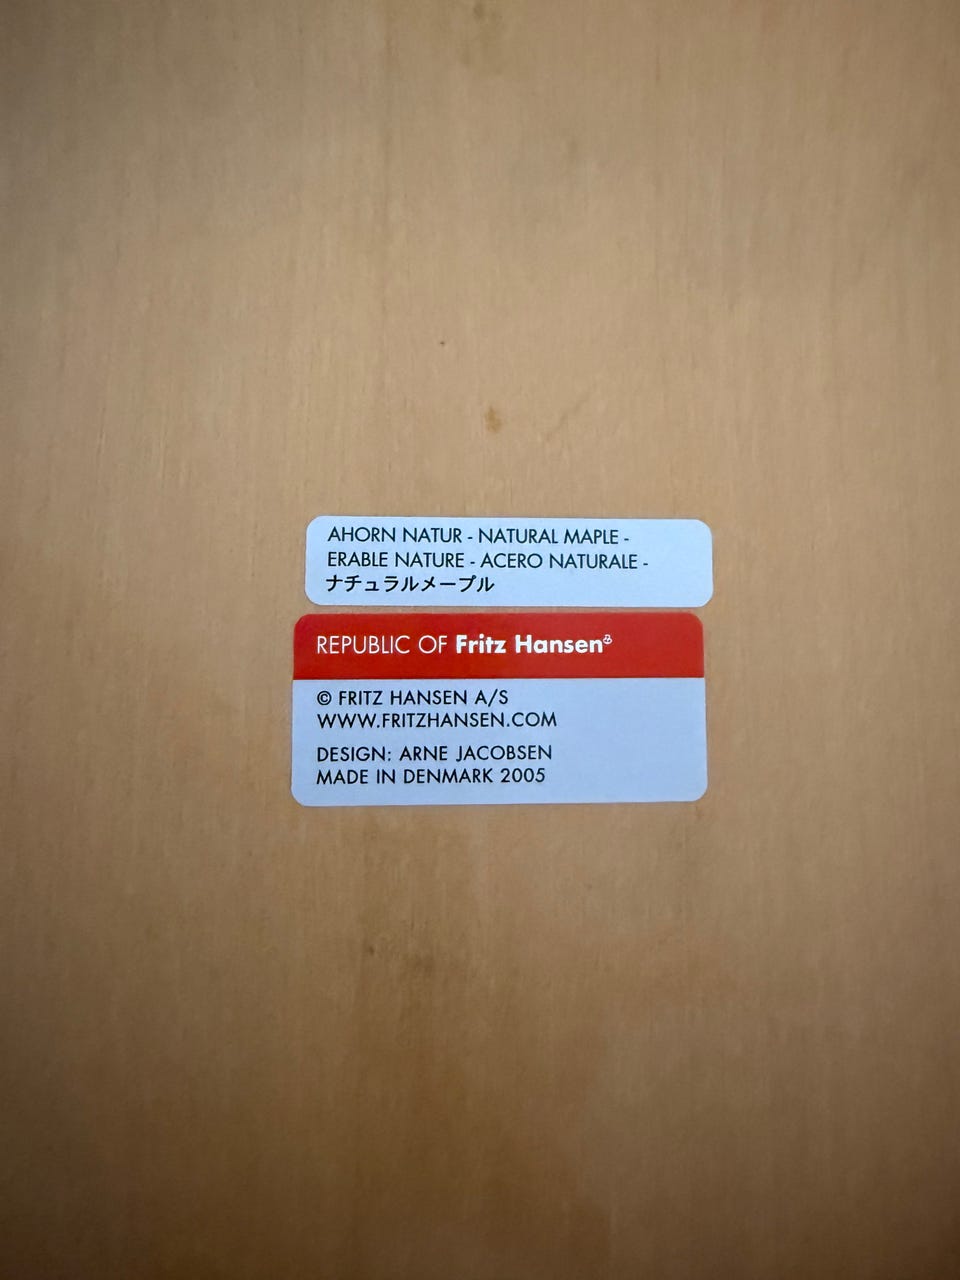 AHORN NATUR - NATURAL MAPLE -
ERABLE NATURE - ACERO NATURALE -
ナチュラルメープル
REPUBLIC OF Fritz Hansen
© FRITZ HANSEN A/S
WWW.FRITZHANSEN.COM
DESIGN: ARNE JACOBSEN
MADE IN DENMARK 2005